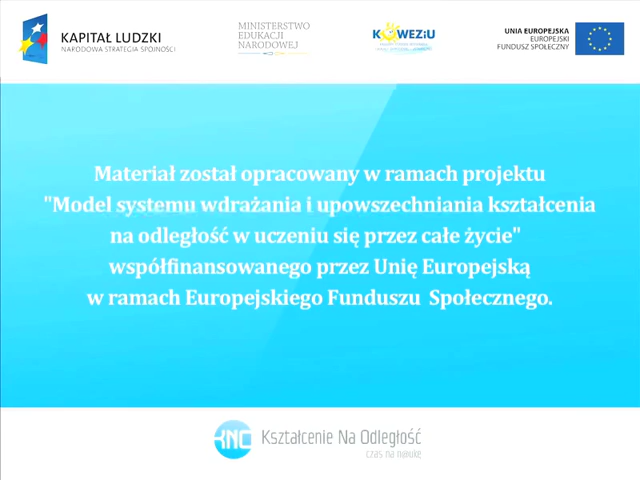 KAPITAŁ LUDZKI
NARODOWA STRATEGIA SPÓJNOŚCI
MINISTERSTWO
EDUKACJI
NARODOWEJ
KOWEZiU
UNIA EUROPEJSKA
EUROPEJSKI
FUNDUSZ SPOŁECZNY
Materiał został opracowany w ramach projektu
"Model systemu wdrażania i upowszechniania kształcenia
na odległość w uczeniu się przez całe życie"
współfinansowanego przez Unię Europejską
w ramach Europejskiego Funduszu Społecznego.
KNO Kształcenie Na Odległość
czas na naukę